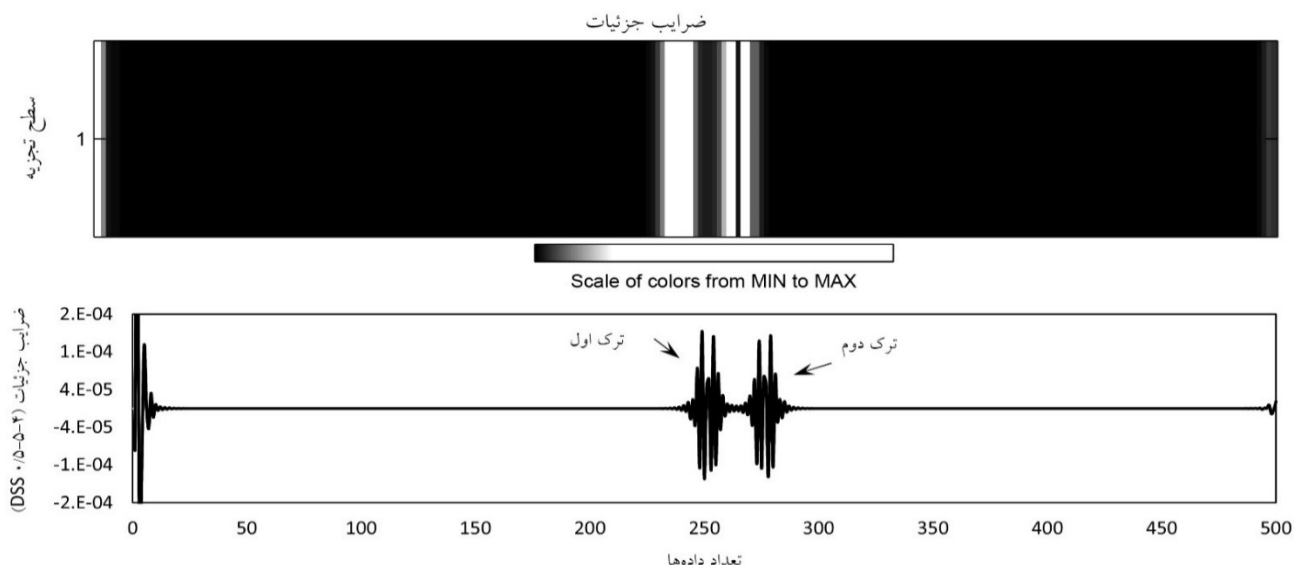 ضرایب جزئیات
سطح تجزیه
1
Scale of colors from MIN to MAX
ضرایب جزئیات (DSS ۰/۵-۵-۴)
2.E-04
1.E-04
4.E-05
-4.E-05
-1.E-04
-2.E-04
ترک اول
ترک دوم
0 50 100 150 200 250 300 350 400 450 500
تعداد داده‌ها